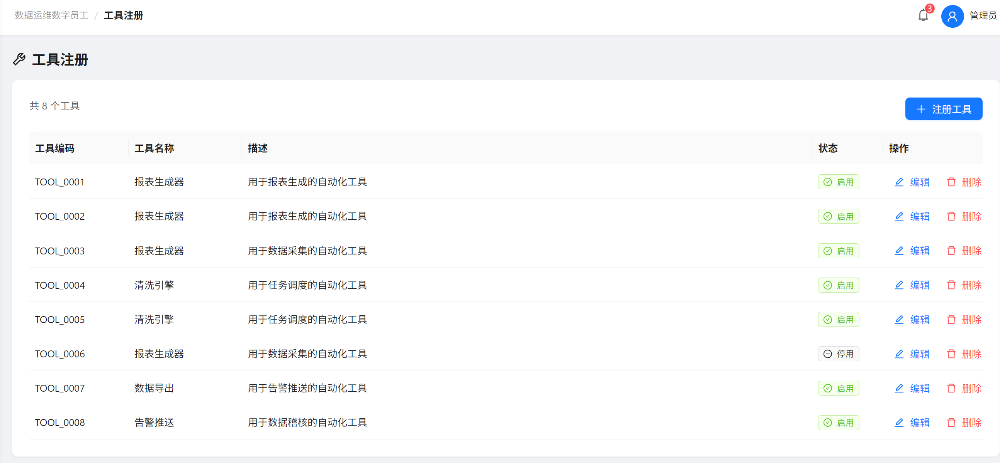 数据运维数字员工 / 工具注册 3 管理员
工具注册
共 8 个工具 注册工具
工具编码 工具名称 描述 状态 操作
TOOL_0001 报表生成器 用于报表生成的自动化工具 启用 编辑 删除
TOOL_0002 报表生成器 用于报表生成的自动化工具 启用 编辑 删除
TOOL_0003 报表生成器 用于数据采集的自动化工具 启用 编辑 删除
TOOL_0004 清洗引擎 用于任务调度的自动化工具 启用 编辑 删除
TOOL_0005 清洗引擎 用于任务调度的自动化工具 启用 编辑 删除
TOOL_0006 报表生成器 用于数据采集的自动化工具 停用 编辑 删除
TOOL_0007 数据导出 用于告警推送的自动化工具 启用 编辑 删除
TOOL_0008 告警推送 用于数据稽核的自动化工具 启用 编辑 删除